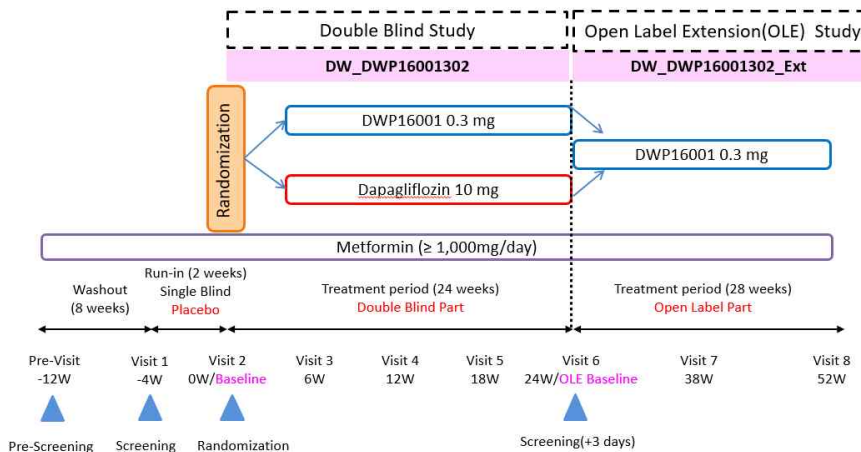 Double Blind Study
Open Label Extension(OLE) Study
DW_DWP16001302
DW_DWP16001302_Ext
Randomization
DWP16001 0.3 mg
DWP16001 0.3 mg
Dapagliflozin 10 mg
Metformin (≥ 1,000mg/day)
Washout
(8 weeks)
Run-in (2 weeks)
Single Blind
Placebo
Treatment period (24 weeks)
Double Blind Part
Treatment period (28 weeks)
Open Label Part
Pre-Visit
-12W
Visit 1
-4W
Visit 2
0W/Baseline
Visit 3
6W
Visit 4
12W
Visit 5
18W
Visit 6
24W/OLE Baseline
Visit 7
38W
Visit 8
52W
Pre-Screening
Screening
Randomization
Screening(+3 days)